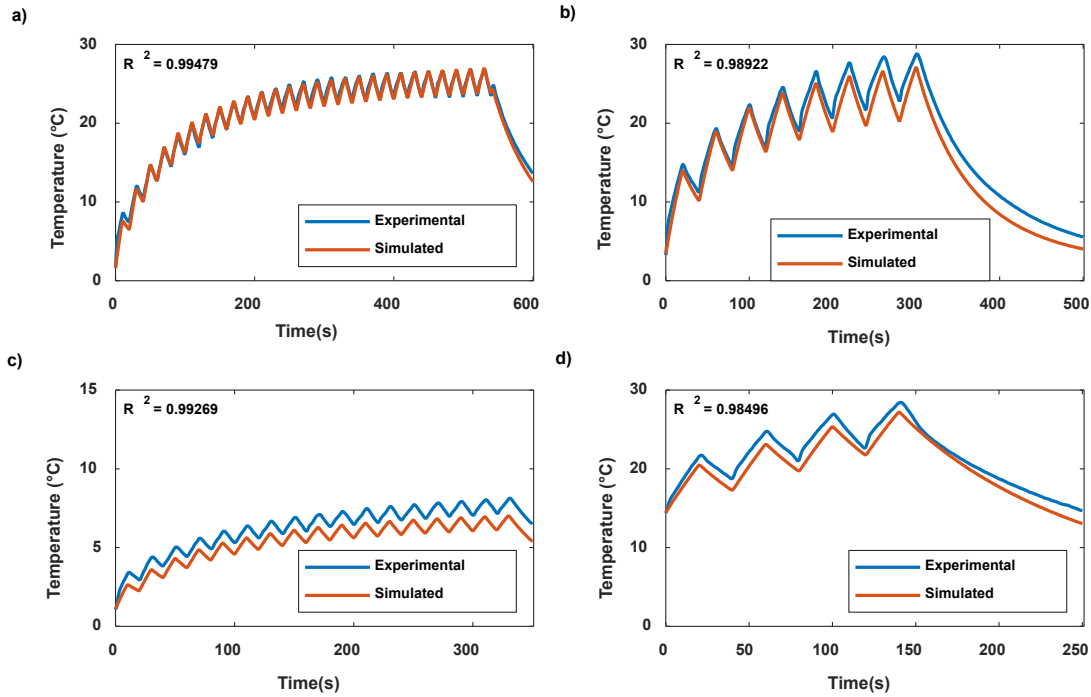 a)
R 2 = 0.99479
30
20
10
0
Temperature (°C)
Experimental
Simulated
0 200 400 600
Time(s)
b)
R 2 = 0.98922
30
20
10
0
Temperature (°C)
Experimental
Simulated
0 100 200 300 400 500
Time(s)
c)
R 2 = 0.99269
15
10
5
0
Temperature (°C)
Experimental
Simulated
0 100 200 300
Time(s)
d)
R 2 = 0.98496
30
20
10
0
Temperature (°C)
Experimental
Simulated
0 50 100 150 200 250
Time(s)